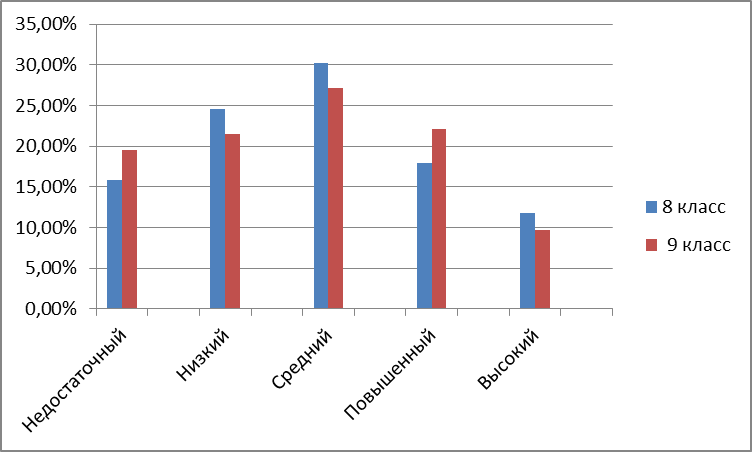 35,00%
30,00%
25,00%
20,00%
15,00%
10,00%
5,00%
0,00%
Недостаточный
Низкий
Средний
Повышенный
Высокий
8 класс
9 класс